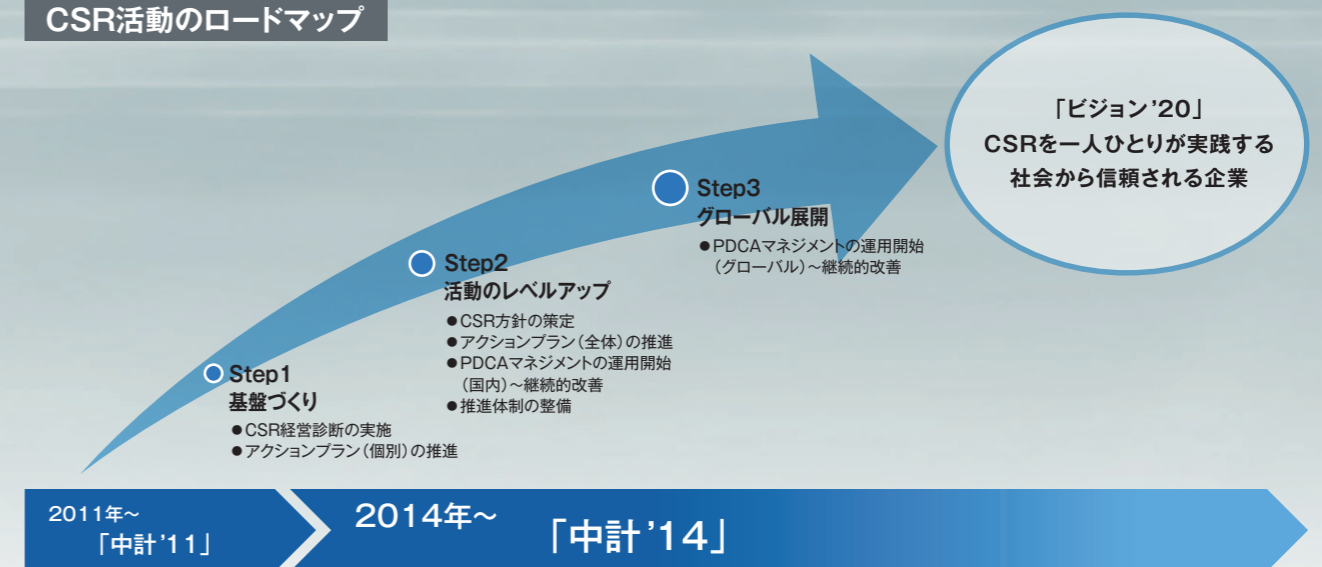 CSR活動のロードマップ
「ビジョン’20」
CSRを一人ひとりが実践する
社会から信頼される企業
Step3
グローバル展開
●PDCAマネジメントの運用開始
（グローバル）～継続的改善
Step2
活動のレベルアップ
●CSR方針の策定
●アクションプラン（全体）の推進
●PDCAマネジメントの運用開始
（国内）～継続的改善
●推進体制の整備
Step1
基盤づくり
●CSR経営診断の実施
●アクションプラン（個別）の推進
2011年～
「中計’11」
2014年～
「中計’14」